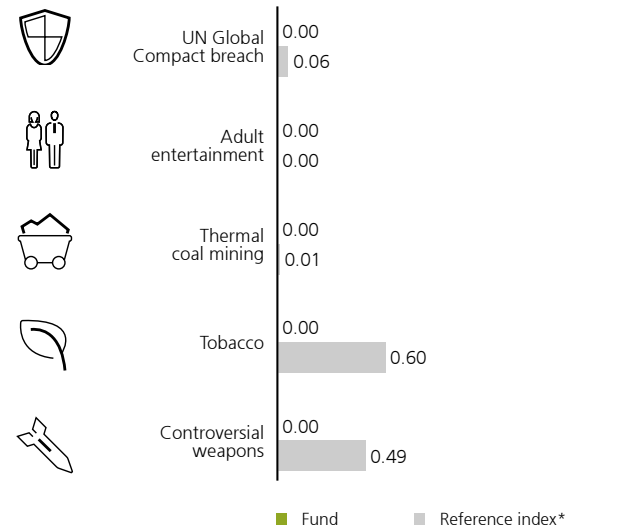 UN Global
Compact breach
0.00
0.06
Adult
entertainment
0.00
0.00
Thermal
coal mining
0.00
0.01
Tobacco
0.00
0.60
Controversial
weapons
0.00
0.49
Fund
Reference index*